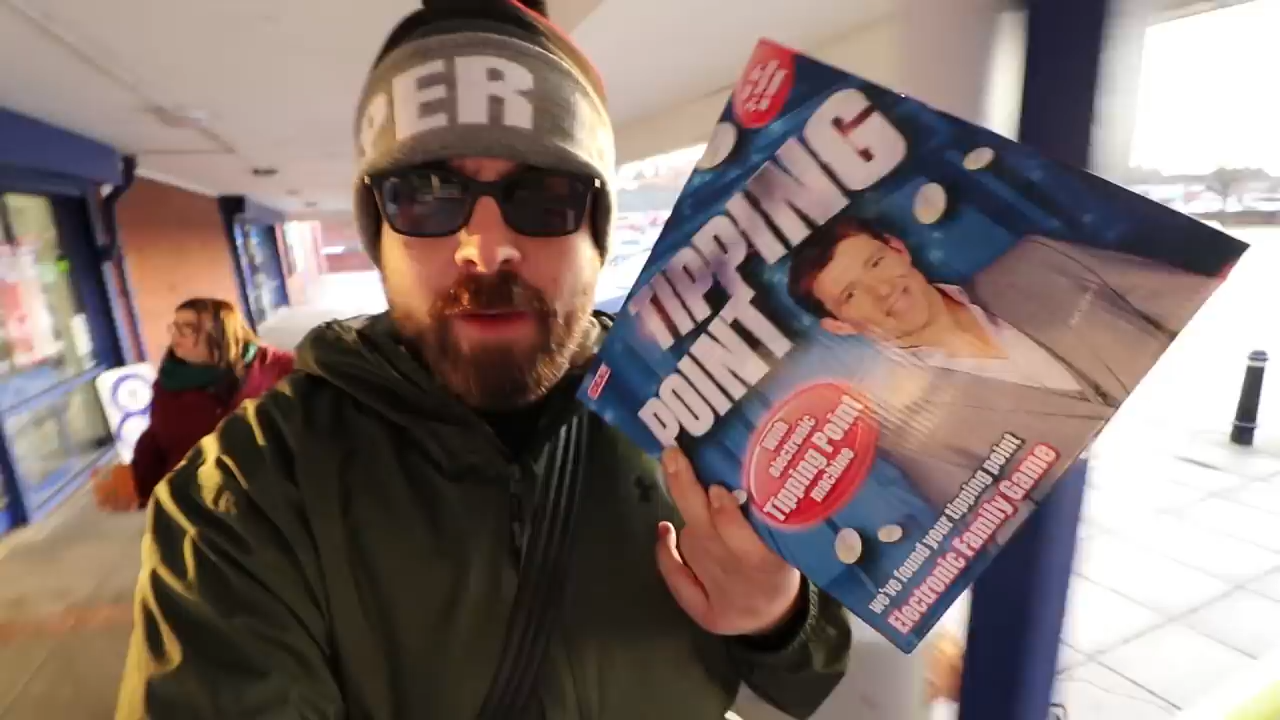 PER
TIPPING
POINT
with
electronic
Tipping Point
machine
we've found your tipping point
Electronic Family Game